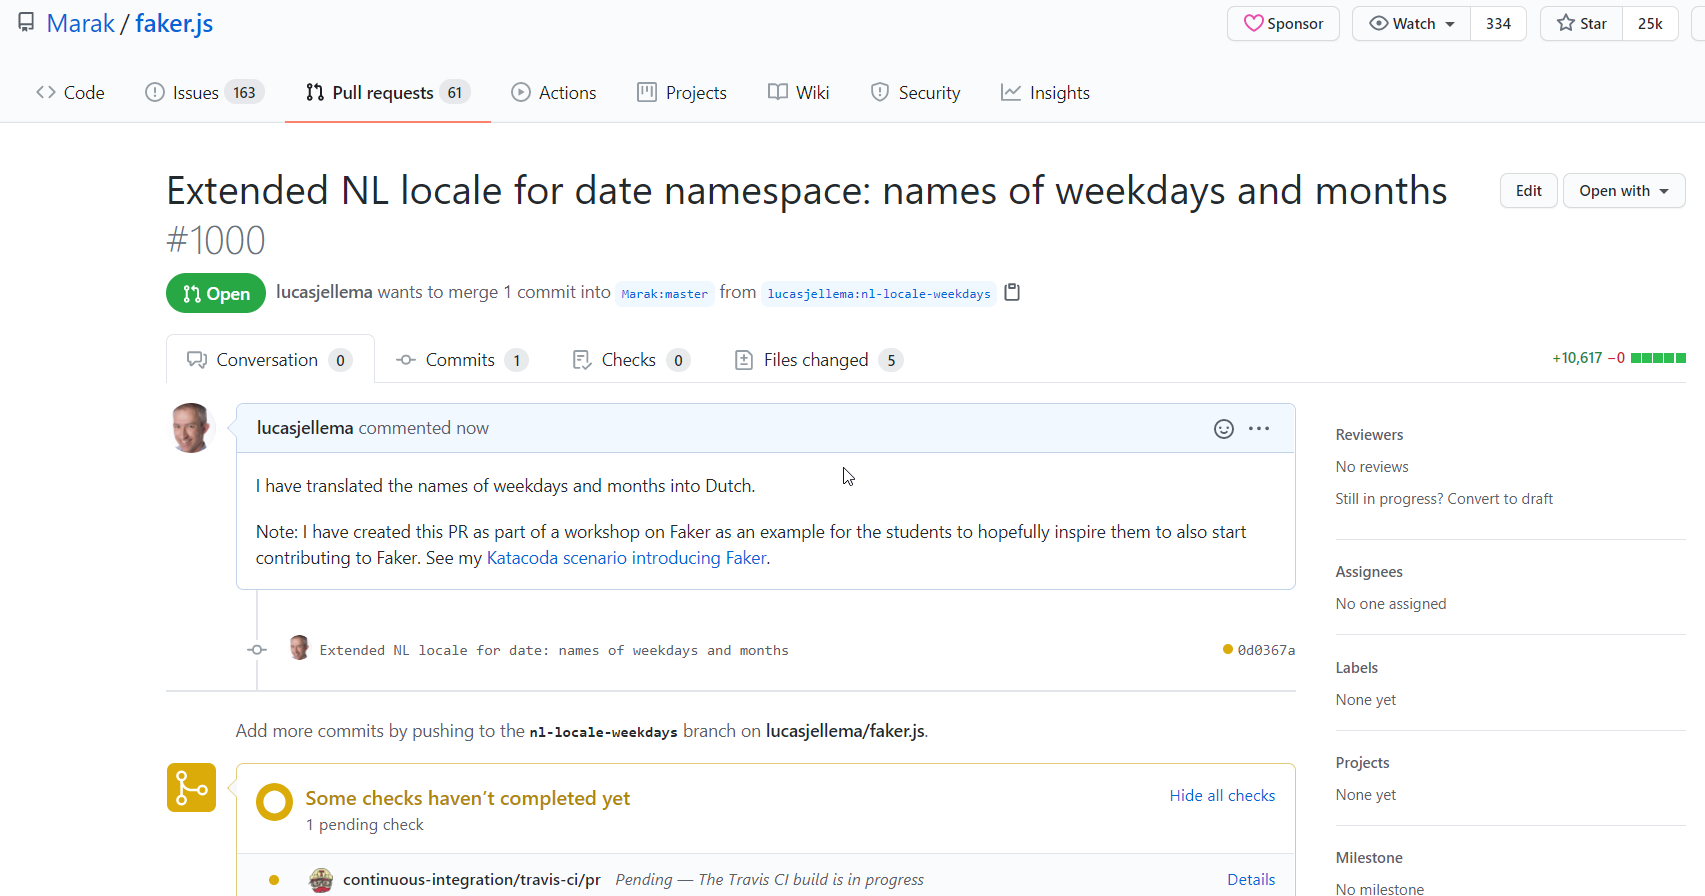 Marak / faker.js
Sponsor
Watch
334
Star
25k
Code
Issues 163
Pull requests 61
Actions
Projects
Wiki
Security
Insights
Extended NL locale for date namespace: names of weekdays and months
#1000
Edit
Open with
Open
lucasjellema wants to merge 1 commit into Marak:master from lucasjellema:nl-locale-weekdays
Conversation 0
Commits 1
Checks 0
Files changed 5
+10,617 −0
lucasjellema commented now
I have translated the names of weekdays and months into Dutch.
Note: I have created this PR as part of a workshop on Faker as an example for the students to hopefully inspire them to also start
contributing to Faker. See my Katacoda scenario introducing Faker.
Extended NL locale for date: names of weekdays and months
0d0367a
Add more commits by pushing to the nl-locale-weekdays branch on lucasjellema/faker.js.
Some checks haven’t completed yet
1 pending check
Hide all checks
continuous-integration/travis-ci/pr Pending — The Travis CI build is in progress
Details
Reviewers
No reviews
Still in progress? Convert to draft
Assignees
No one assigned
Labels
None yet
Projects
None yet
Milestone
No milestone